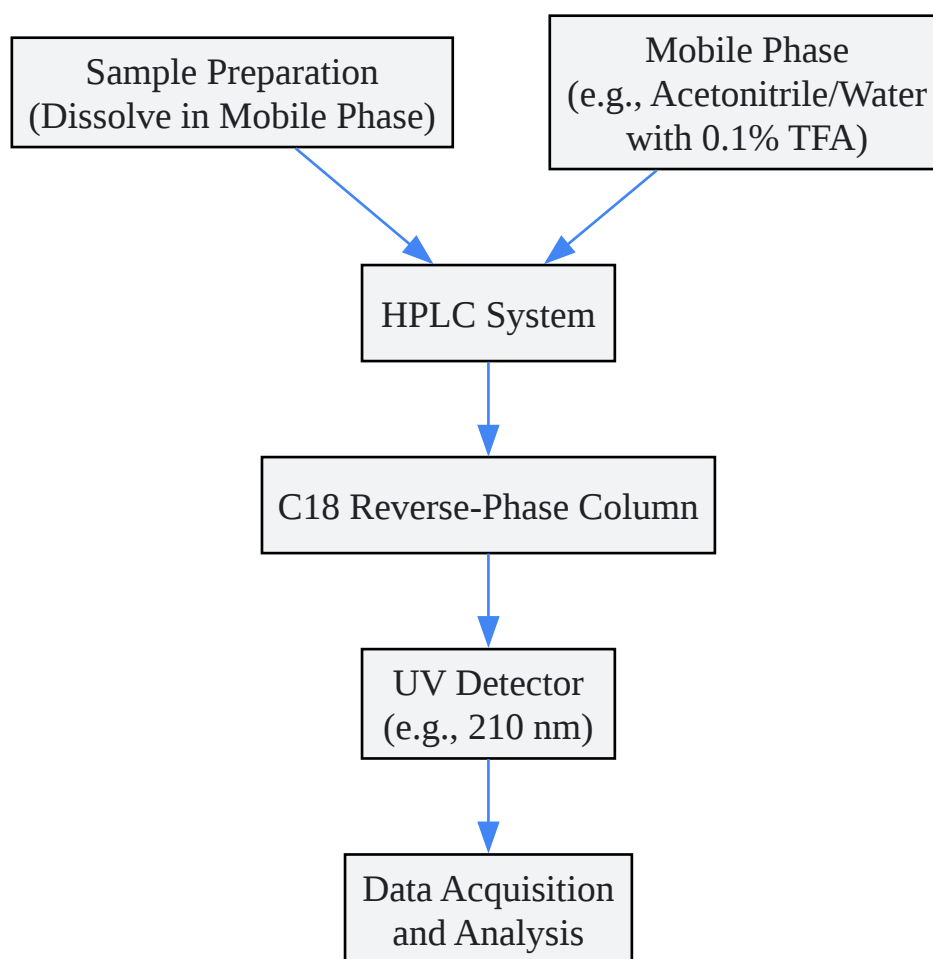 Sample Preparation
(Dissolve in Mobile Phase)
Mobile Phase
(e.g., Acetonitrile/Water
with 0.1% TFA)
HPLC System
C18 Reverse-Phase Column
UV Detector
(e.g., 210 nm)
Data Acquisition
and Analysis